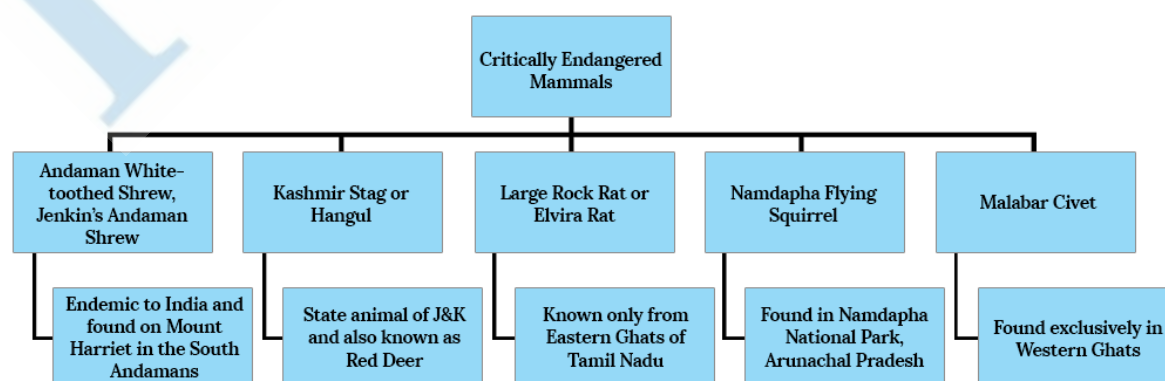 Critically Endangered
Mammals
Andaman White-
toothed Shrew,
Jenkin's Andaman
Shrew
Kashmir Stag or
Hangul
Large Rock Rat or
Elvira Rat
Namdapha Flying
Squirrel
Malabar Civet
Endemic to India and
found on Mount
Harriet in the South
Andamans
State animal of J&K
and also known as
Red Deer
Known only from
Eastern Ghats of
Tamil Nadu
Found in Namdapha
National Park,
Arunachal Pradesh
Found exclusively in
Western Ghats